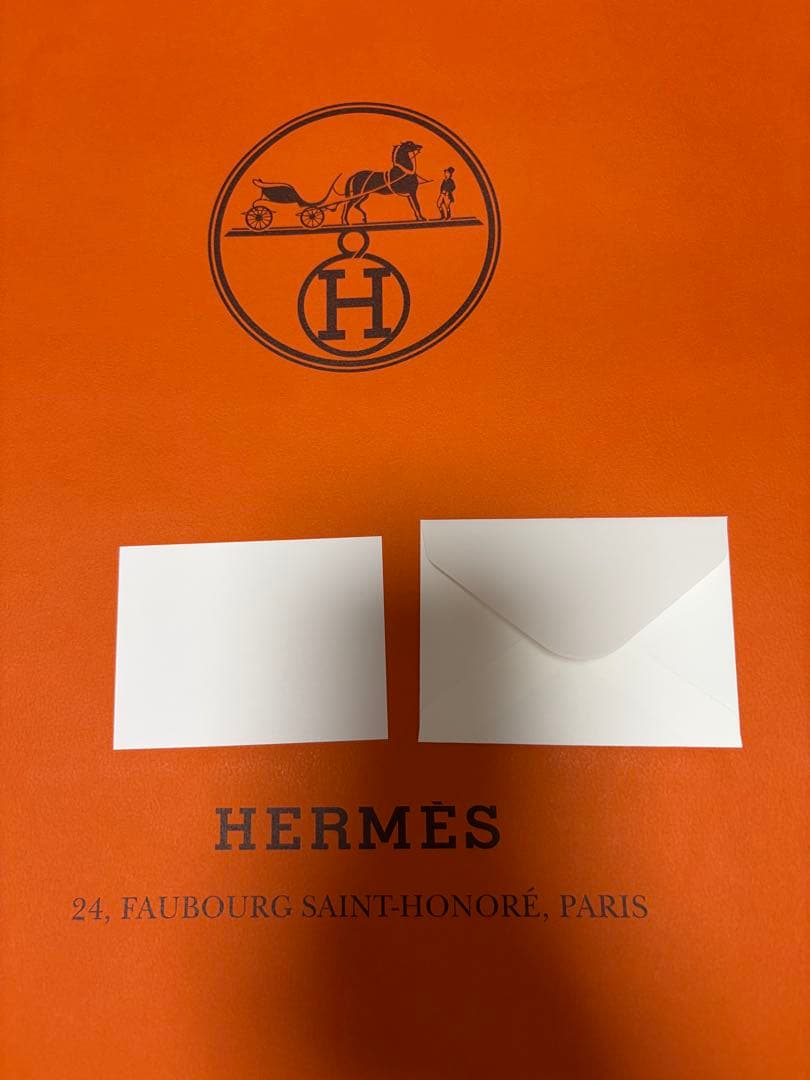 H
HERMÈS
24, FAUBOURG SAINT-HONORÉ, PARIS